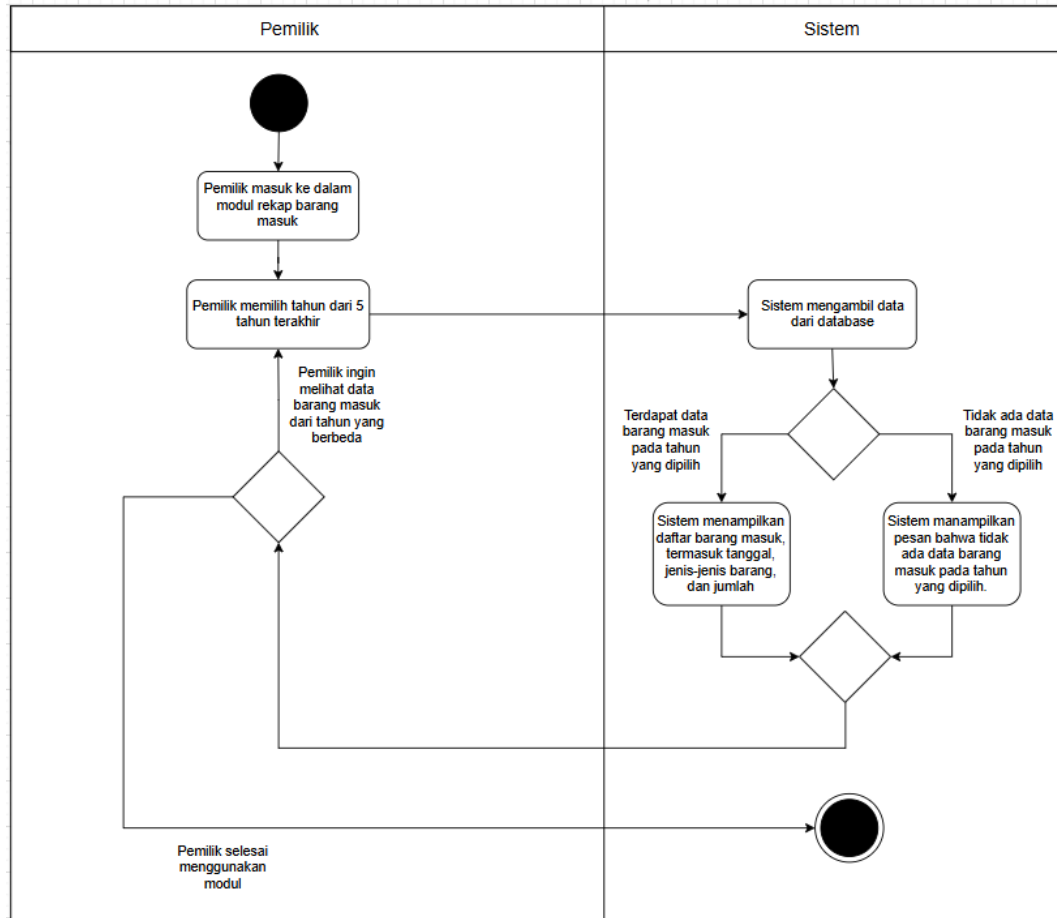 Pemilik
Sistem
Pemilik masuk ke dalam
modul rekap barang
masuk
Pemilik memilih tahun dari 5
tahun terakhir
Sistem mengambil data
dari database
Pemilik ingin
melihat data
barang masuk
dari tahun yang
berbeda
Terdapat data
barang masuk
pada tahun
yang dipilih
Tidak ada data
barang masuk
pada tahun
yang dipilih
Sistem menampilkan
daftar barang masuk,
termasuk tanggal,
jenis-jenis barang,
dan jumlah
Sistem manampilkan
pesan bahwa tidak
ada data barang
masuk pada tahun
yang dipilih.
Pemilik selesai
menggunakan
modul